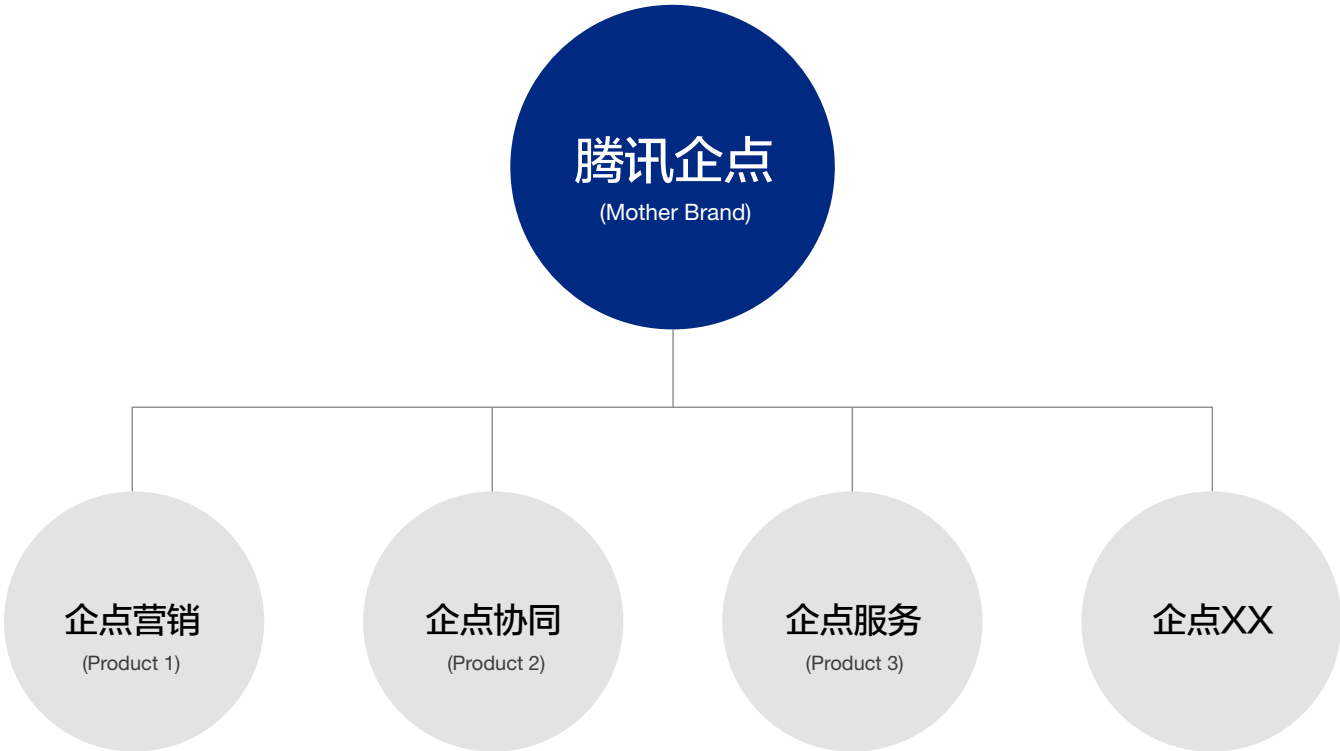 腾讯企点
(Mother Brand)
企点营销
(Product 1)
企点协同
(Product 2)
企点服务
(Product 3)
企点XX